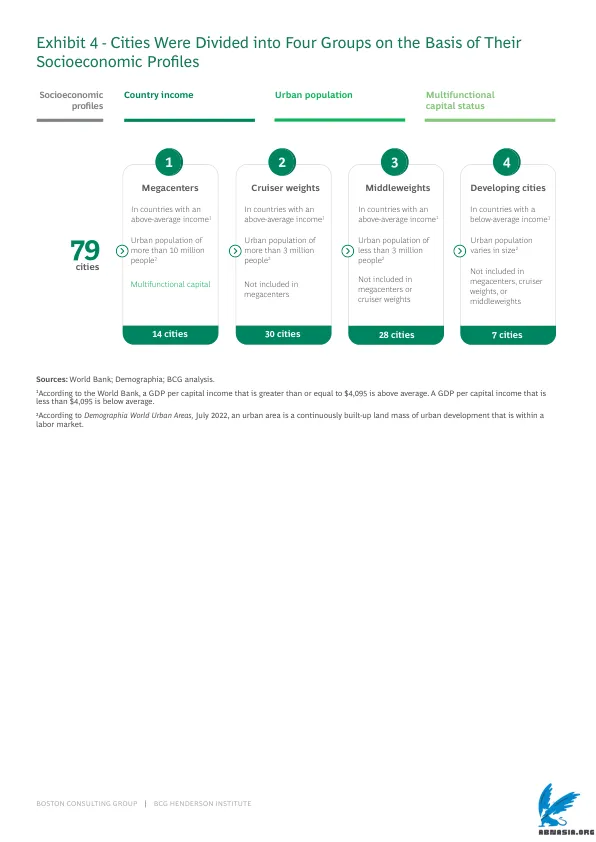 Exhibit 4 - Cities Were Divided into Four Groups on the Basis of Their
Socioeconomic Profiles
Socioeconomic
profiles
Country income
Urban population
Multifunctional
capital status
79
cities
1
Megacenters
In countries with an
above-average income¹
Urban population of
more than 10 million
people²
Multifunctional capital
14 cities
2
Cruiser weights
In countries with an
above-average income¹
Urban population of
more than 3 million
people²
Not included in
megacenters
30 cities
3
Middleweights
In countries with an
above-average income¹
Urban population of
less than 3 million
people²
Not included in
megacenters or
cruiser weights
28 cities
4
Developing cities
In countries with a
below-average income¹
Urban population
varies in size²
Not included in
megacenters, cruiser
weights, or
middleweights
7 cities
Sources: World Bank; Demographia; BCG analysis.
¹According to the World Bank, a GDP per capital income that is greater than or equal to $4,095 is above average. A GDP per capital income that is
less than $4,095 is below average.
²According to Demographia World Urban Areas, July 2022, an urban area is a continuously built-up land mass of urban development that is within a
labor market.
BOSTON CONSULTING GROUP | BCG HENDERSON INSTITUTE
ABNASIA.ORG